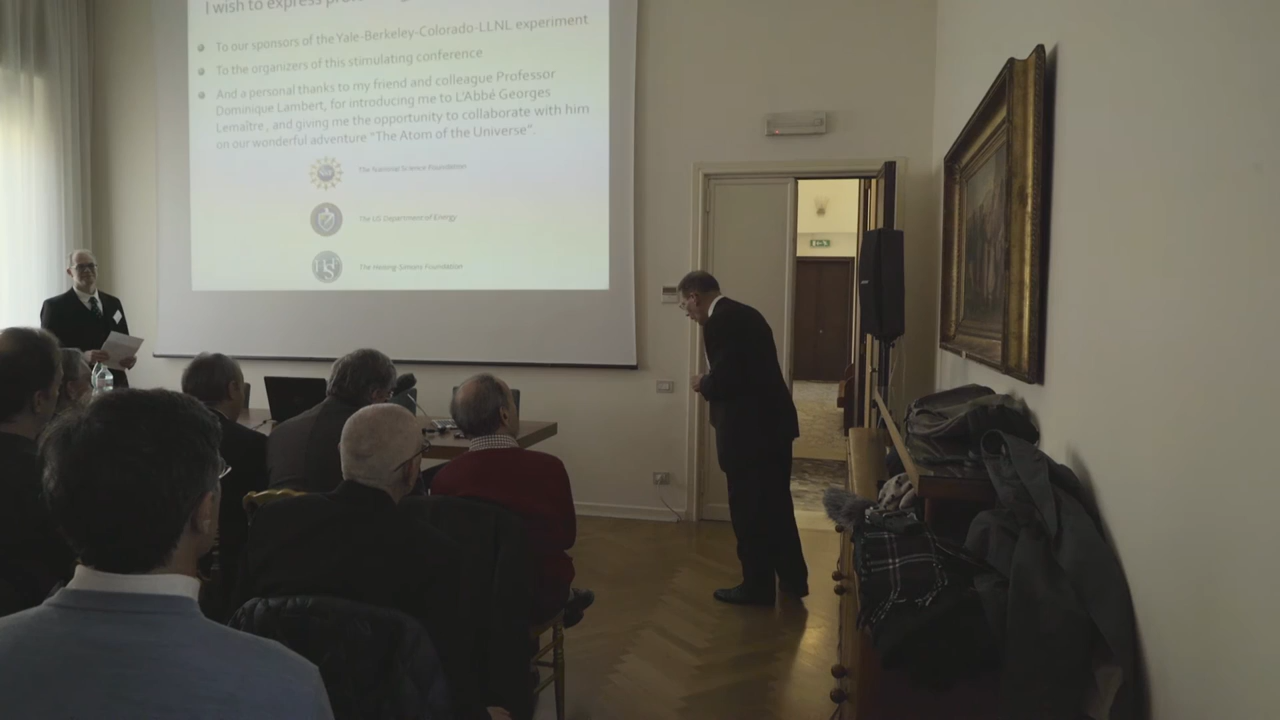 I wish to express
To our sponsors of the Yale-Berkeley-Colorado-LLNL experiment
To the organizers of this stimulating conference
And a personal thanks to my friend and colleague Professor
Dominique Lambert, for introducing me to L'Abbé Georges
Lemaître, and giving me the opportunity to collaborate with him
on our wonderful adventure "The Atom of the Universe".
The National Science Foundation
The US Department of Energy
HS
The Heising-Simons Foundation